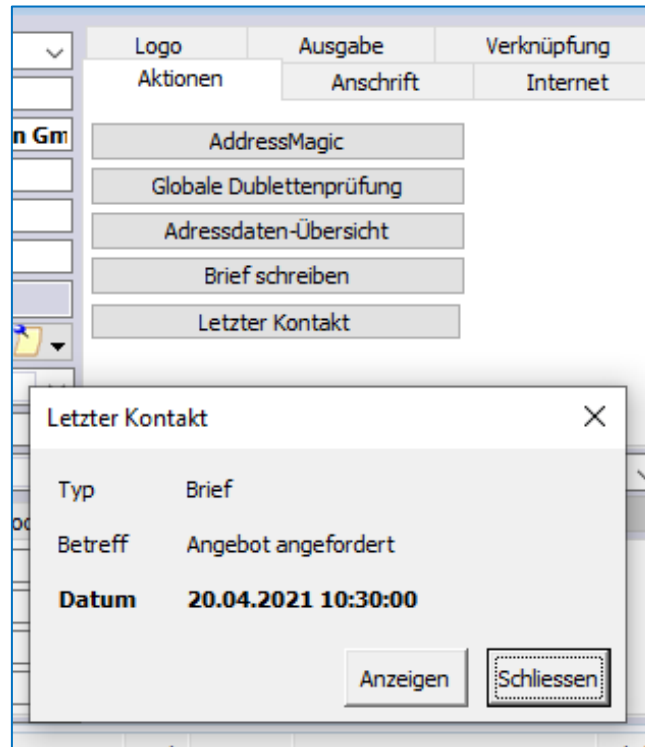 Logo Ausgabe Verknüpfung
Aktionen Anschrift Internet
n Gm
AddressMagic
Globale Dublettenprüfung
Adressdaten-Übersicht
Brief schreiben
Letzter Kontakt
Letzter Kontakt
Typ Brief
Betreff Angebot angefordert
Datum 20.04.2021 10:30:00
Anzeigen Schliessen